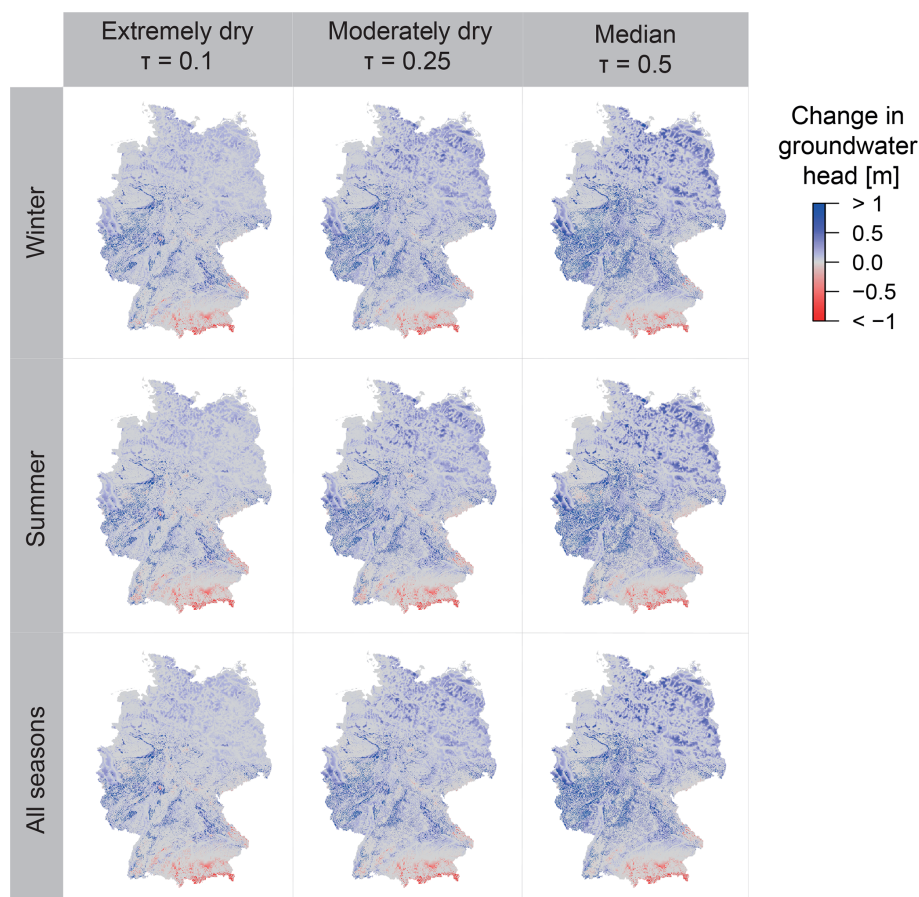 Extremely dry
τ = 0.1
Moderately dry
τ = 0.25
Median
τ = 0.5
Change in
groundwater
head [m]
> 1
0.5
0.0
−0.5
< −1
Winter
Summer
All seasons